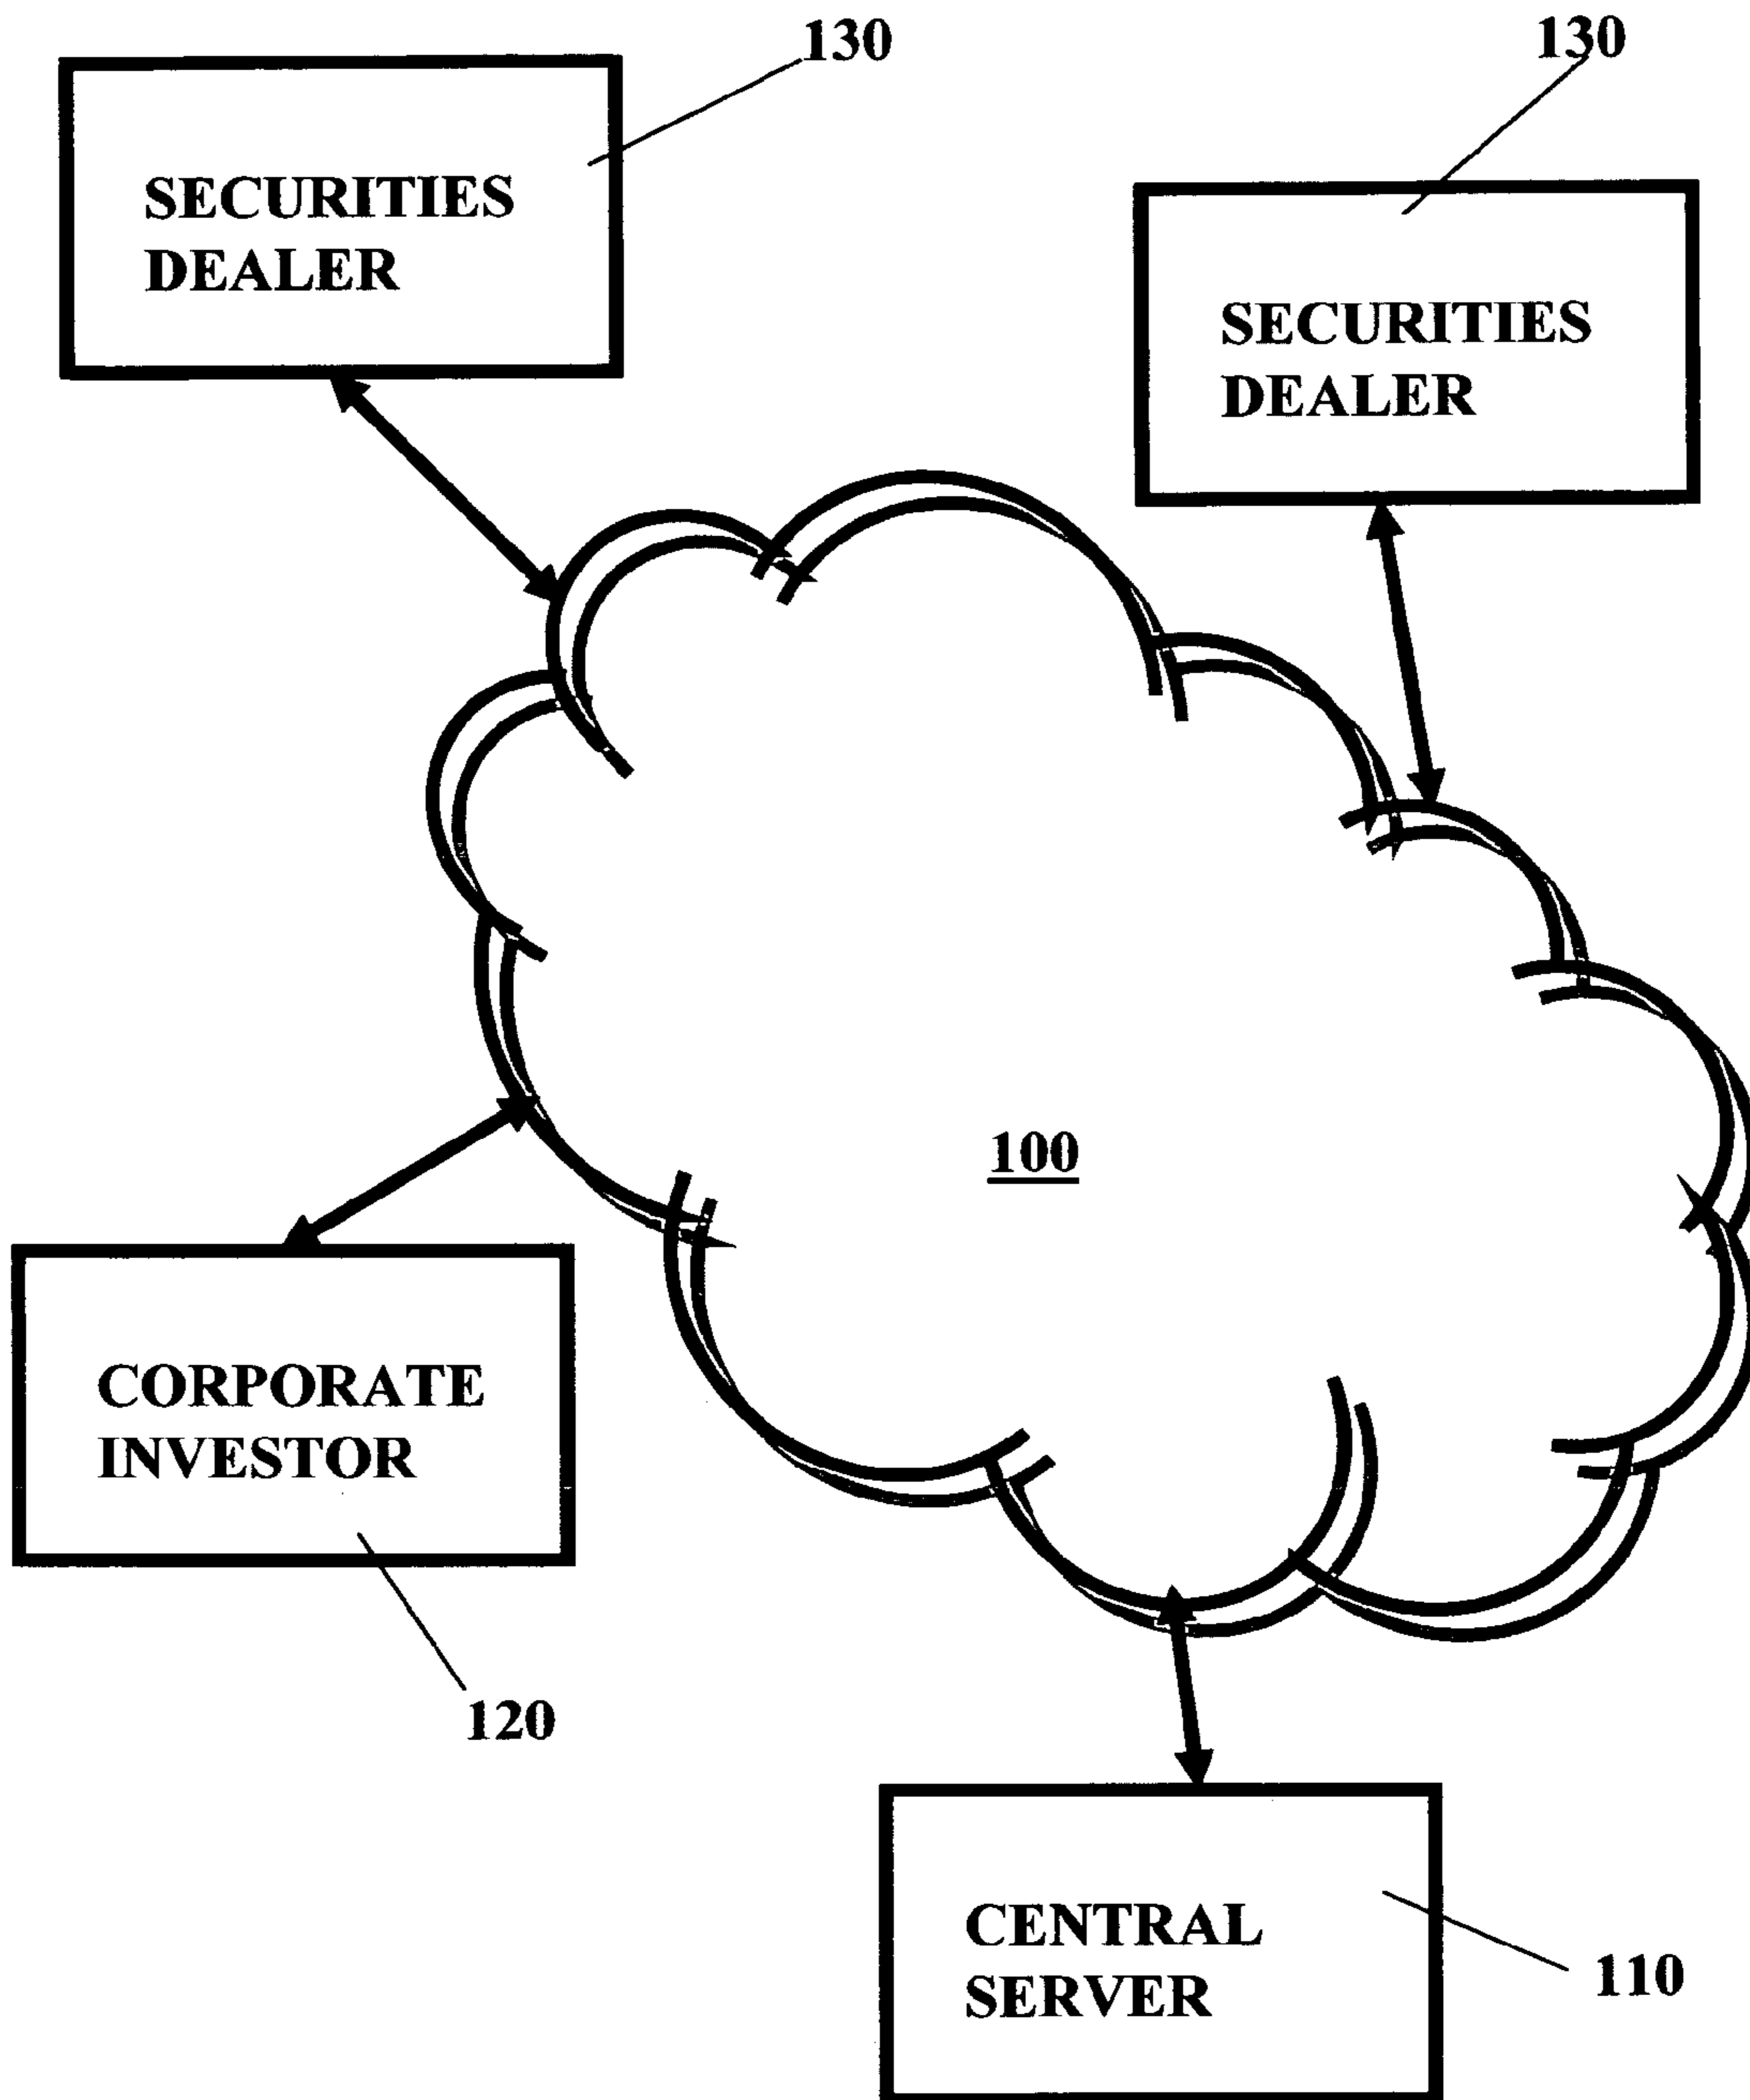 130
130
SECURITIES
DEALER
SECURITIES
DEALER
100
CORPORATE
INVESTOR
120
CENTRAL
SERVER
110